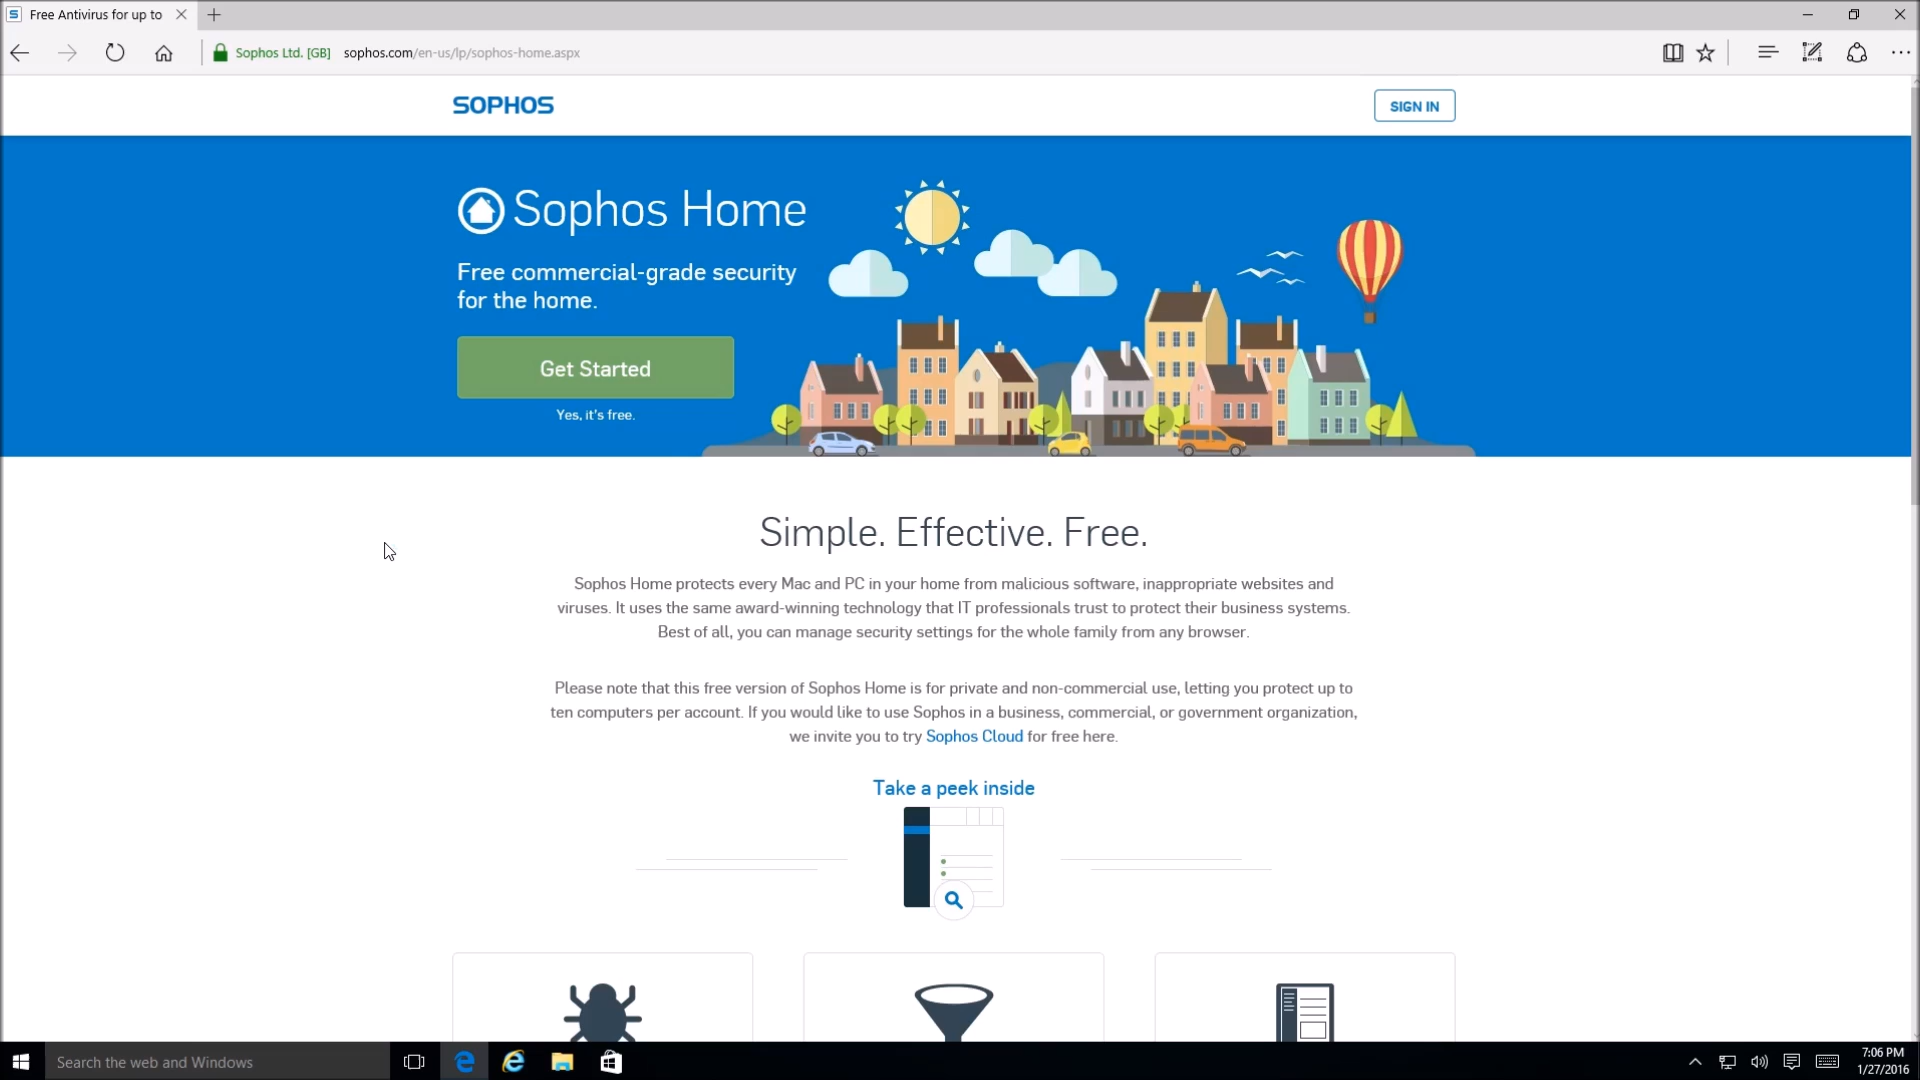 Free Antivirus for up to
Sophos Ltd. [GB] sophos.com/en-us/lp/sophos-home.aspx
SOPHOS
SIGN IN
Sophos Home
Free commercial-grade security
for the home.
Get Started
Yes, it's free.
Simple. Effective. Free.
Sophos Home protects every Mac and PC in your home from malicious software, inappropriate websites and
viruses. It uses the same award-winning technology that IT professionals trust to protect their business systems.
Best of all, you can manage security settings for the whole family from any browser.
Please note that this free version of Sophos Home is for private and non-commercial use, letting you protect up to
ten computers per account. If you would like to use Sophos in a business, commercial, or government organization,
we invite you to try Sophos Cloud for free here.
Take a peek inside
Search the web and Windows
7:06 PM
1/27/2016